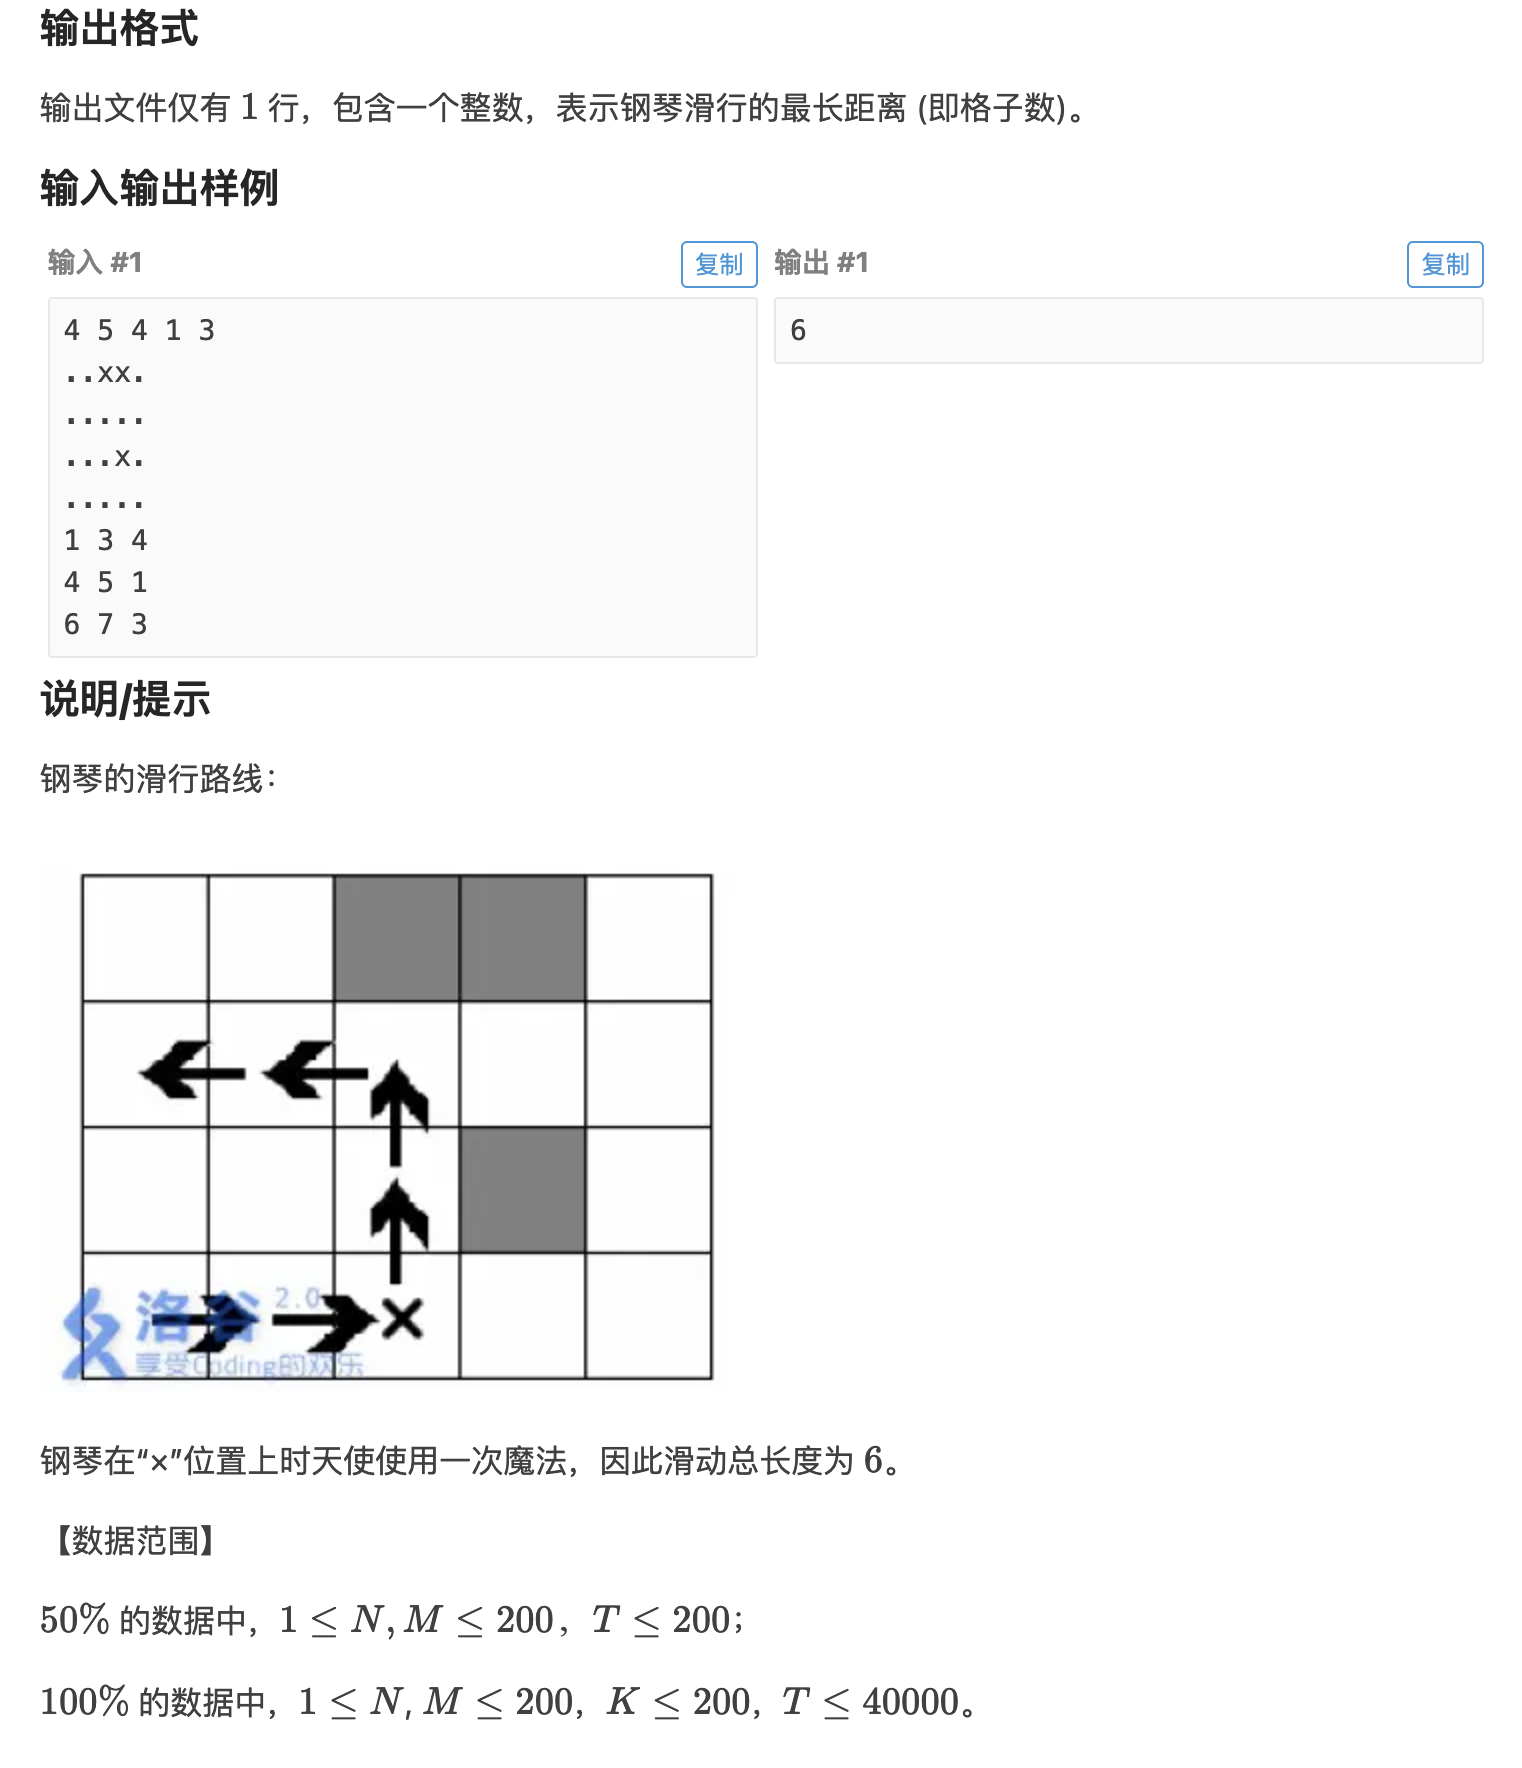 输出格式
输出文件仅有 1 行，包含一个整数，表示钢琴滑行的最长距离 (即格子数)。
输入输出样例
输入 #1 复制 输出 #1 复制
4 5 4 1 3
..xx.
.....
...x.
.....
1 3 4
4 5 1
6 7 3
6
说明/提示
钢琴的滑行路线：
洛谷 2.0
享受Coding的欢乐
钢琴在“×”位置上时天使使用一次魔法，因此滑动总长度为 6。
【数据范围】
50% 的数据中，1 ≤ N, M ≤ 200，T ≤ 200；
100% 的数据中，1 ≤ N, M ≤ 200，K ≤ 200，T ≤ 40000。